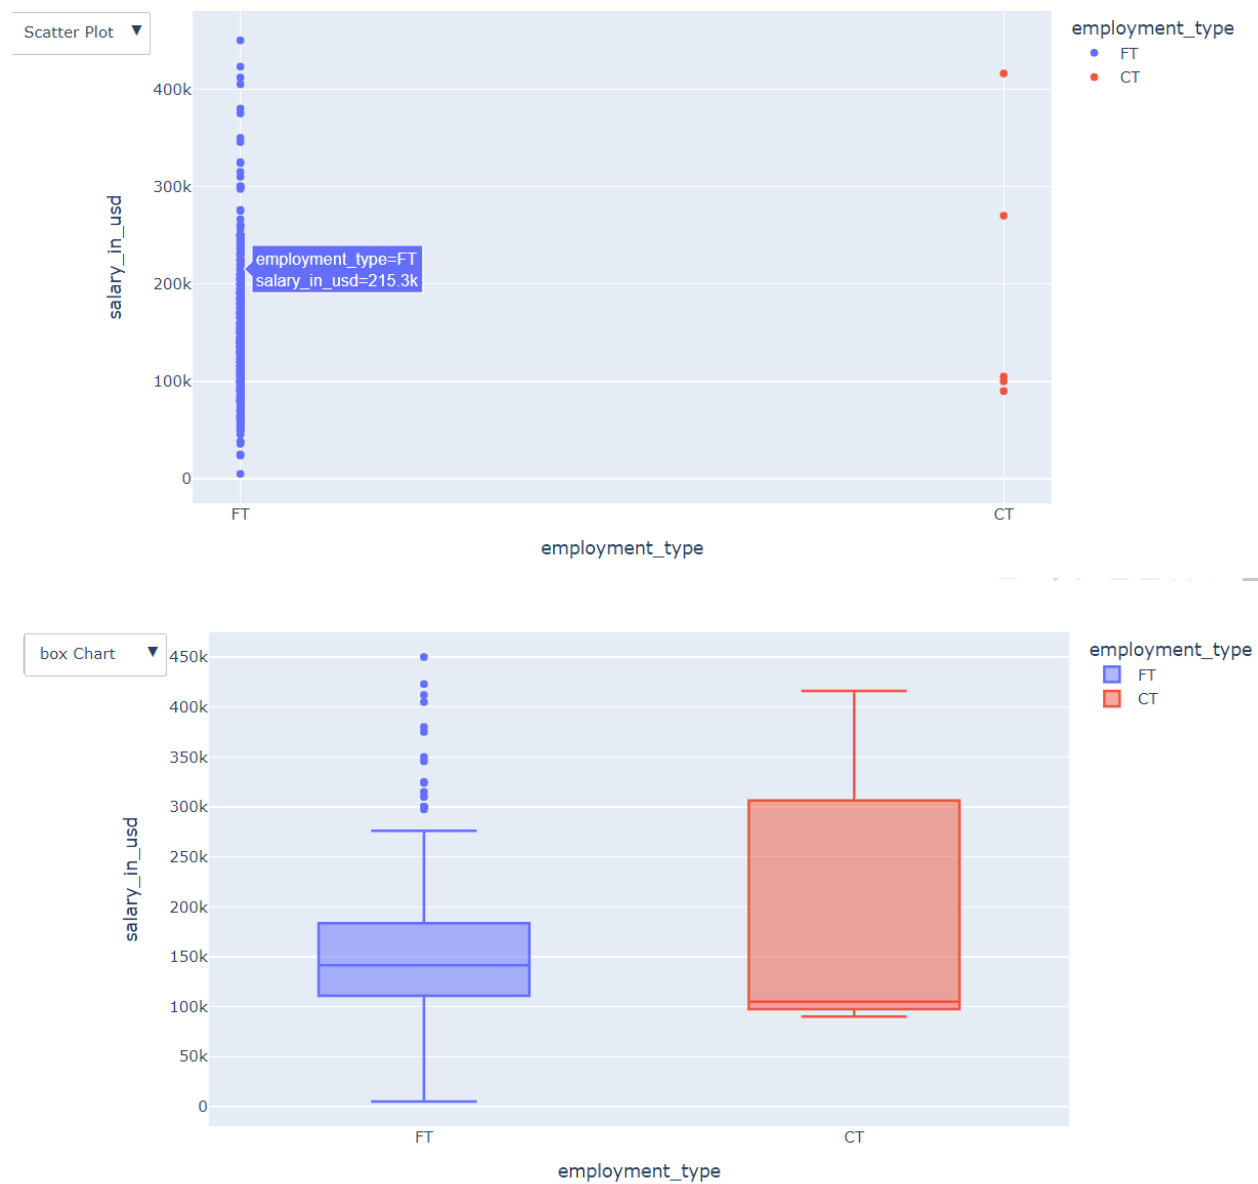 Scatter Plot ▼
employment_type
FT
CT
400k
300k
200k
100k
0
salary_in_usd
employment_type=FT
salary_in_usd=215.3k
FT
CT
employment_type
box Chart ▼
employment_type
FT
CT
450k
400k
350k
300k
250k
200k
150k
100k
50k
0
salary_in_usd
FT
CT
employment_type